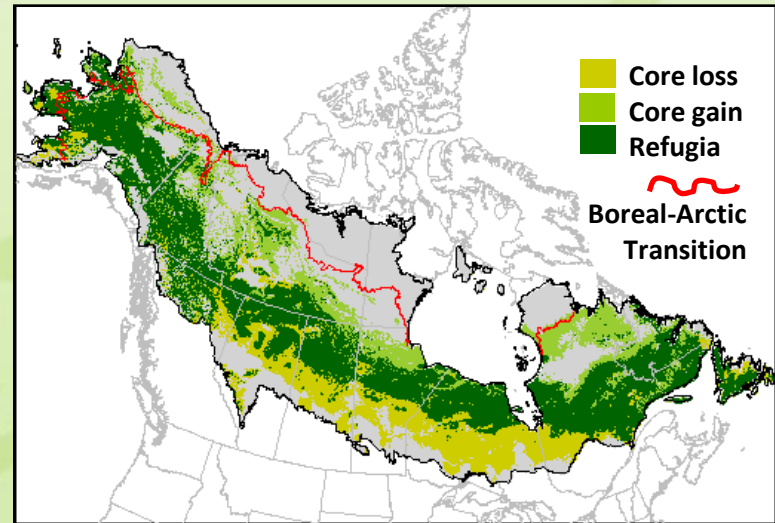 Core loss
Core gain
Refugia
Boreal-Arctic
Transition